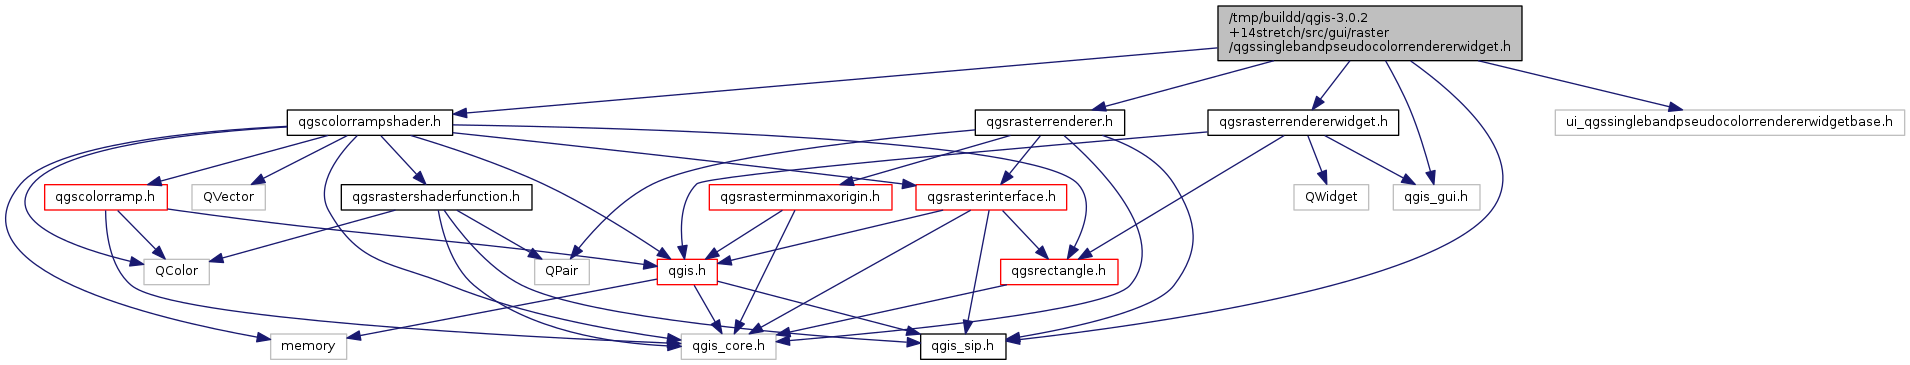 /tmp/buildd/qgis-3.0.2
+14stretch/src/gui/raster
/qgssinglebandpseudocolorrendererwidget.h
qgscolorrampshader.h
qgsrasterrenderer.h
qgsrasterrendererwidget.h
ui_qgssinglebandpseudocolorrendererwidgetbase.h
qgscolorramp.h
QVector
qgsrastershaderfunction.h
qgsrasterminmaxorigin.h
qgsrasterinterface.h
QWidget
qgis_gui.h
QColor
QPair
qgis.h
qgsrectangle.h
memory
qgis_core.h
qgis_sip.h